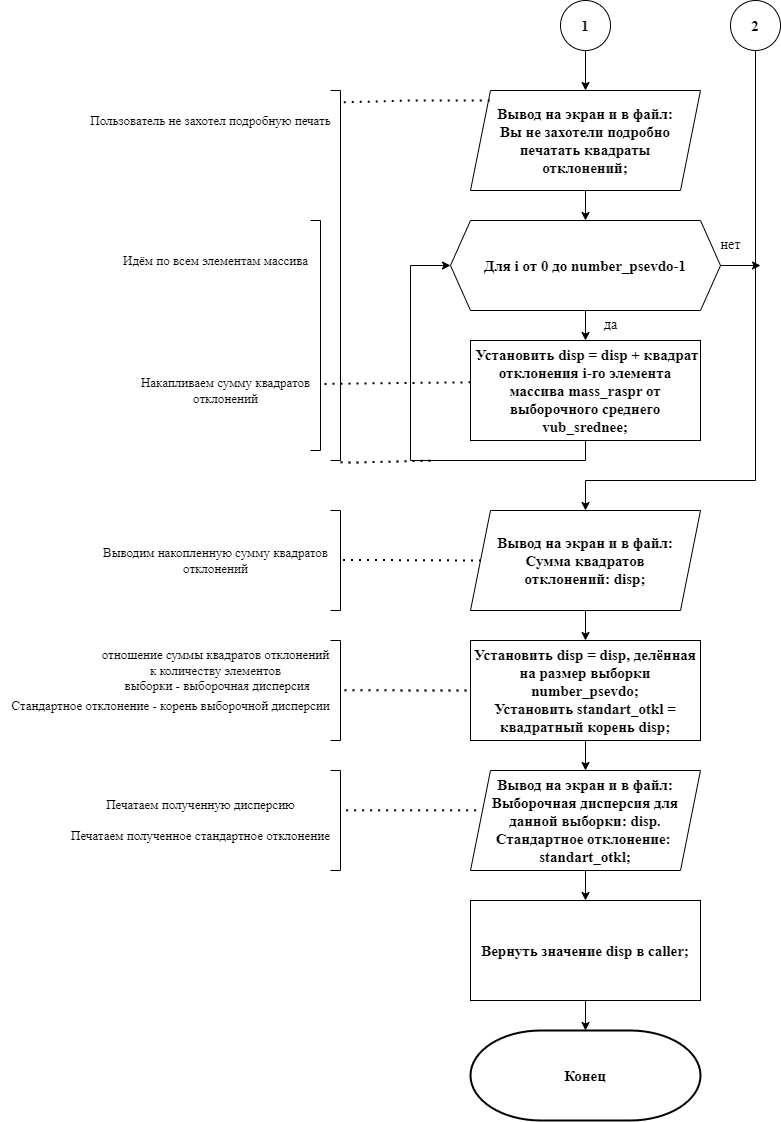 1
2
Пользователь не захотел подробную печать
Вывод на экран и в файл:
Вы не захотели подробно
печатать квадраты
отклонений;
нет
Идём по всем элементам массива
Для i от 0 до number_psevdo-1
да
Накапливаем сумму квадратов
отклонений
Установить disp = disp + квадрат
отклонения i-го элемента
массива mass_raspr от
выборочного среднего
vub_srednee;
Выводим накопленную сумму квадратов
отклонений
Вывод на экран и в файл:
Сумма квадратов
отклонений: disp;
отношение суммы квадратов отклонений
к количеству элементов
выборки - выборочная дисперсия
Стандартное отклонение - корень выборочной дисперсии
Установить disp = disp, делённая
на размер выборки
number_psevdo;
Установить standart_otkl =
квадратный корень disp;
Печатаем полученную дисперсию
Печатаем полученное стандартное отклонение
Вывод на экран и в файл:
Выборочная дисперсия для
данной выборки: disp.
Стандартное отклонение:
standart_otkl;
Вернуть значение disp в caller;
Конец